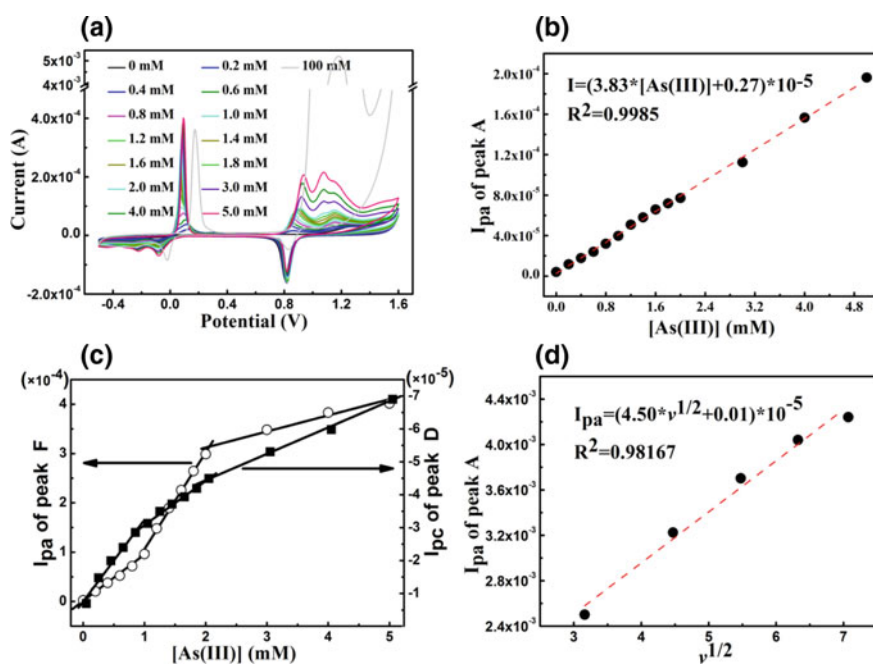 (a)
5.0x10⁻³
4.0x10⁻³
4.0x10⁻⁴
2.0x10⁻⁴
0.0
-2.0x10⁻⁴
Current (A)
0 mM 0.2 mM 100 mM
0.4 mM 0.6 mM
0.8 mM 1.0 mM
1.2 mM 1.4 mM
1.6 mM 1.8 mM
2.0 mM 3.0 mM
4.0 mM 5.0 mM
-0.4 0.0 0.4 0.8 1.2 1.6
Potential (V)
(b)
I=(3.83*[As(III)]+0.27)*10⁻⁵
R²=0.9985
2.0x10⁻⁴
1.6x10⁻⁴
1.2x10⁻⁴
8.0x10⁻⁵
4.0x10⁻⁵
0.0
Ipa of peak A
0.0 0.8 1.6 2.4 3.2 4.0 4.8
[As(III)] (mM)
(c)
(×10⁻⁴)
(×10⁻⁵)
4
3
2
1
0
Ipa of peak F
-7
-6
-5
-4
-3
-2
-1
Ipc of peak D
0 1 2 3 4 5
[As(III)] (mM)
(d)
Ipa=(4.50*v^1/2+0.01)*10⁻⁵
R²=0.98167
4.4x10⁻³
4.0x10⁻³
3.6x10⁻³
3.2x10⁻³
2.8x10⁻³
2.4x10⁻³
Ipa of peak A
3 4 5 6 7
v^1/2